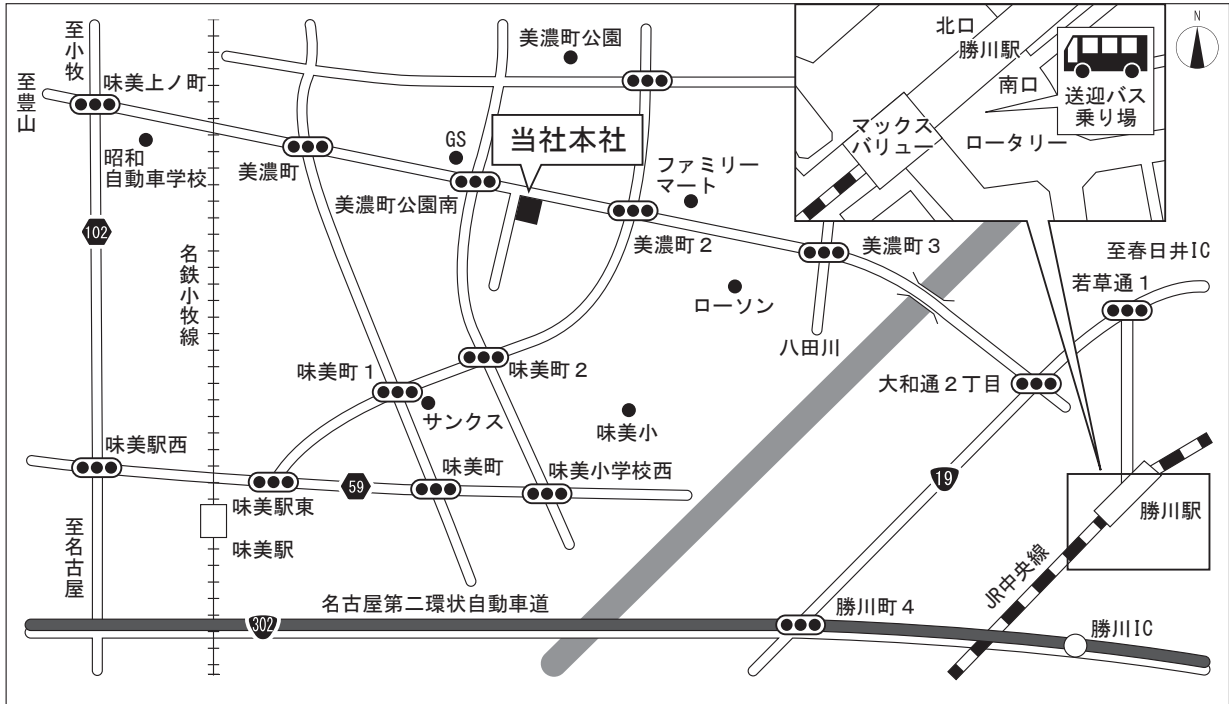 至小牧
至豊山
味美上ノ町
昭和
自動車学校
102
名鉄小牧線
美濃町
美濃町公園
GS
当社本社
美濃町公園南
ファミリー
マート
美濃町2
美濃町3
ローソン
八田川
北口
勝川駅
南口
マックス
バリュー
ロータリー
送迎バス
乗り場
N
至春日井IC
若草通1
大和通2丁目
味美町1
味美町2
サンクス
味美小
味美駅西
味美駅東
59
味美町
味美小学校西
19
勝川駅
味美駅
至名古屋
JR中央線
名古屋第二環状自動車道
302
勝川町4
勝川IC